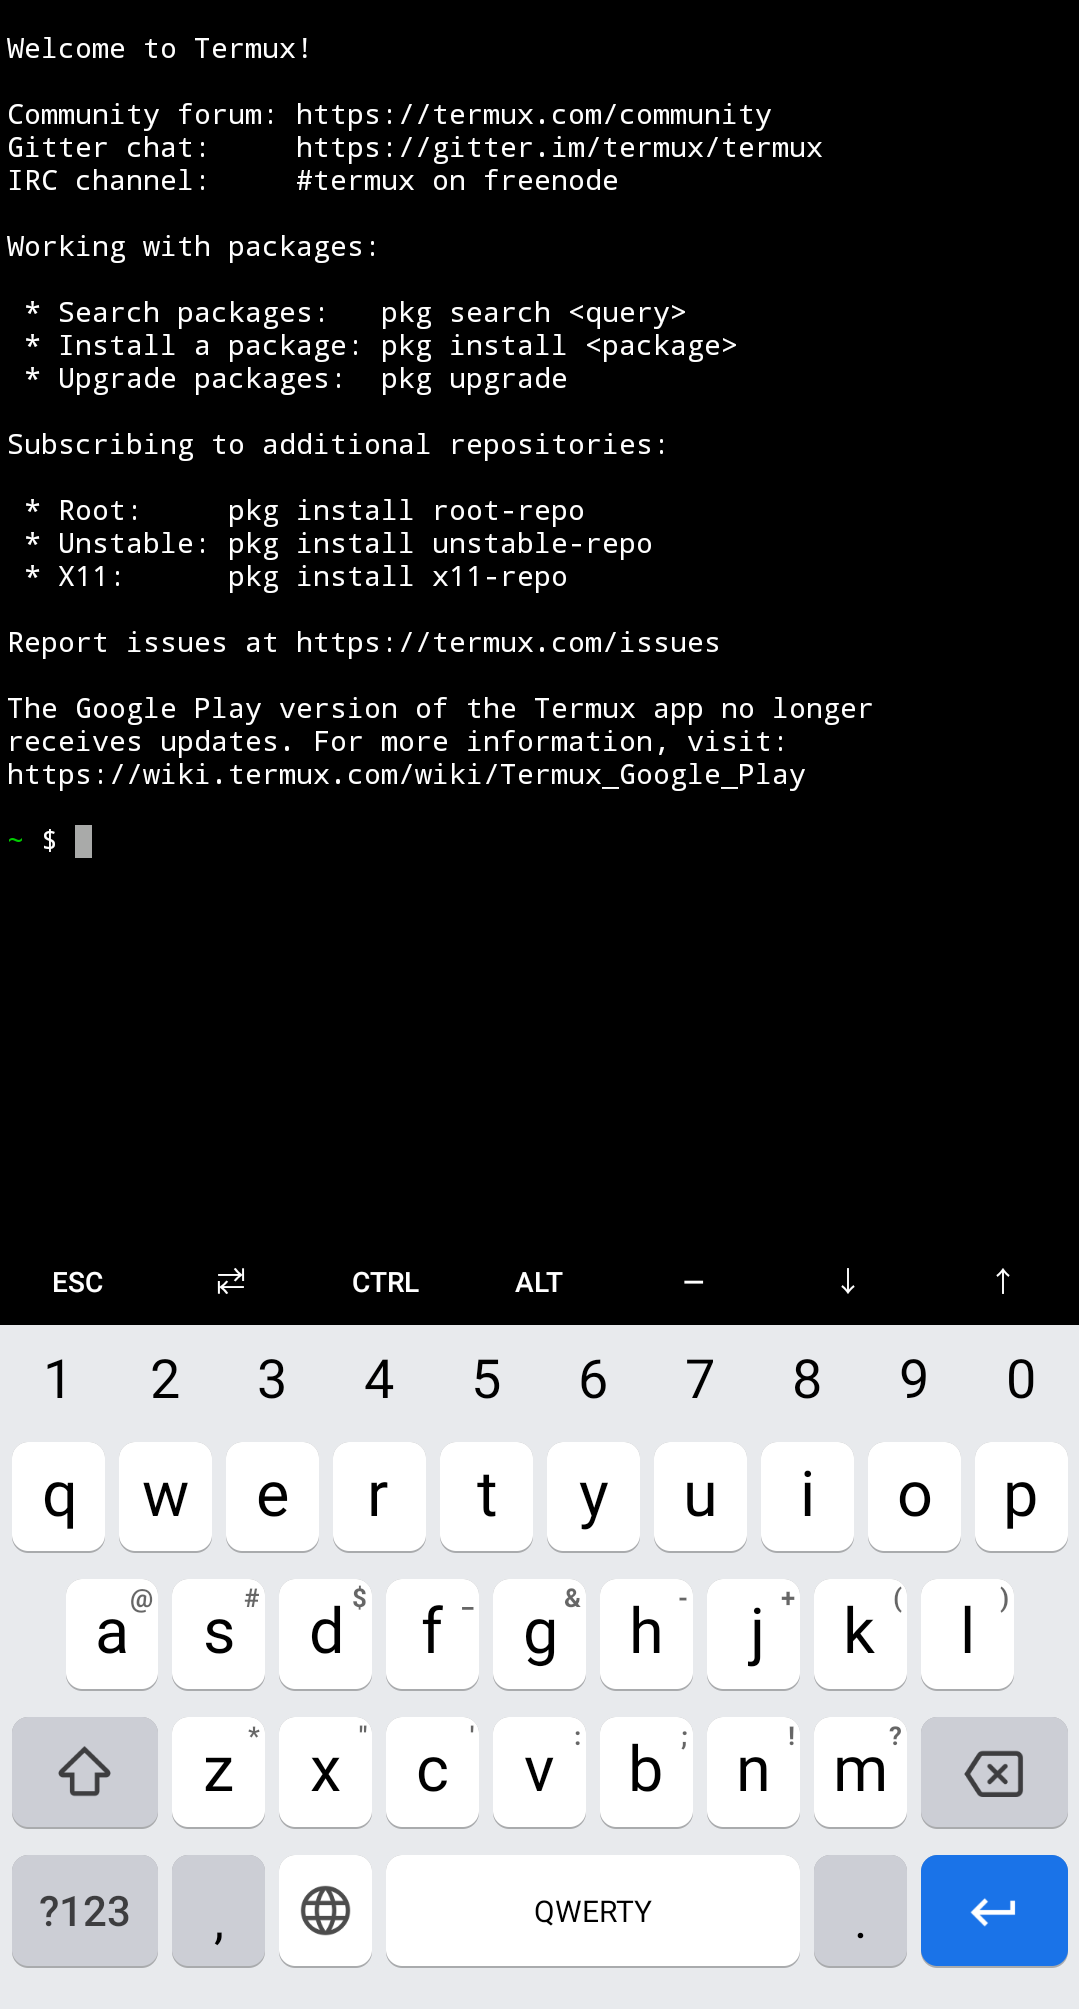 Welcome to Termux!
Community forum: https://termux.com/community
Gitter chat:     https://gitter.im/termux/termux
IRC channel:     #termux on freenode
Working with packages:
 * Search packages:   pkg search <query>
 * Install a package: pkg install <package>
 * Upgrade packages:  pkg upgrade
Subscribing to additional repositories:
 * Root:     pkg install root-repo
 * Unstable: pkg install unstable-repo
 * X11:      pkg install x11-repo
Report issues at https://termux.com/issues
The Google Play version of the Termux app no longer
receives updates. For more information, visit:
https://wiki.termux.com/wiki/Termux_Google_Play
~ $
ESC ⇄ CTRL ALT — ↓ ↑
1 2 3 4 5 6 7 8 9 0
q w e r t y u i o p
@ # $ _ & - + ( )
a s d f g h j k l
* " ' : ; ! ?
z x c v b n m
?123 , QWERTY .